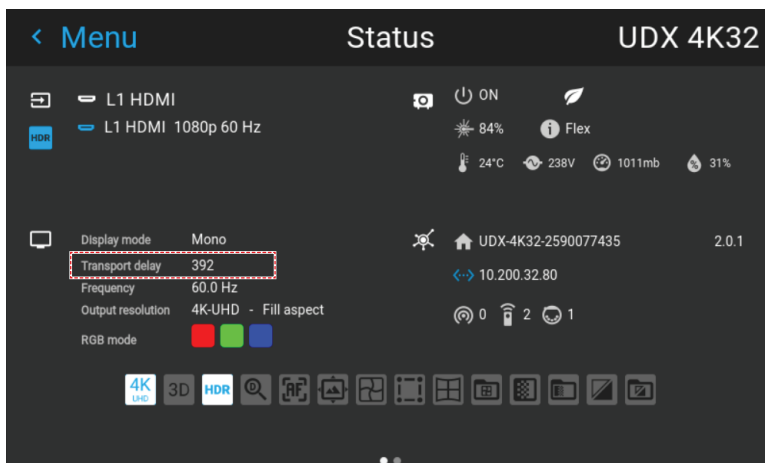 Menu Status UDX 4K32
L1 HDMI
HDR L1 HDMI 1080p 60 Hz
ON
84% Flex
24°C 238V 1011mb % 31%
Display mode Mono
Transport delay 392
Frequency 60.0 Hz
Output resolution 4K-UHD - Fill aspect
RGB mode
UDX-4K32-2590077435 2.0.1
10.200.32.80
0 2 1
4K UHD 3D HDR D AF